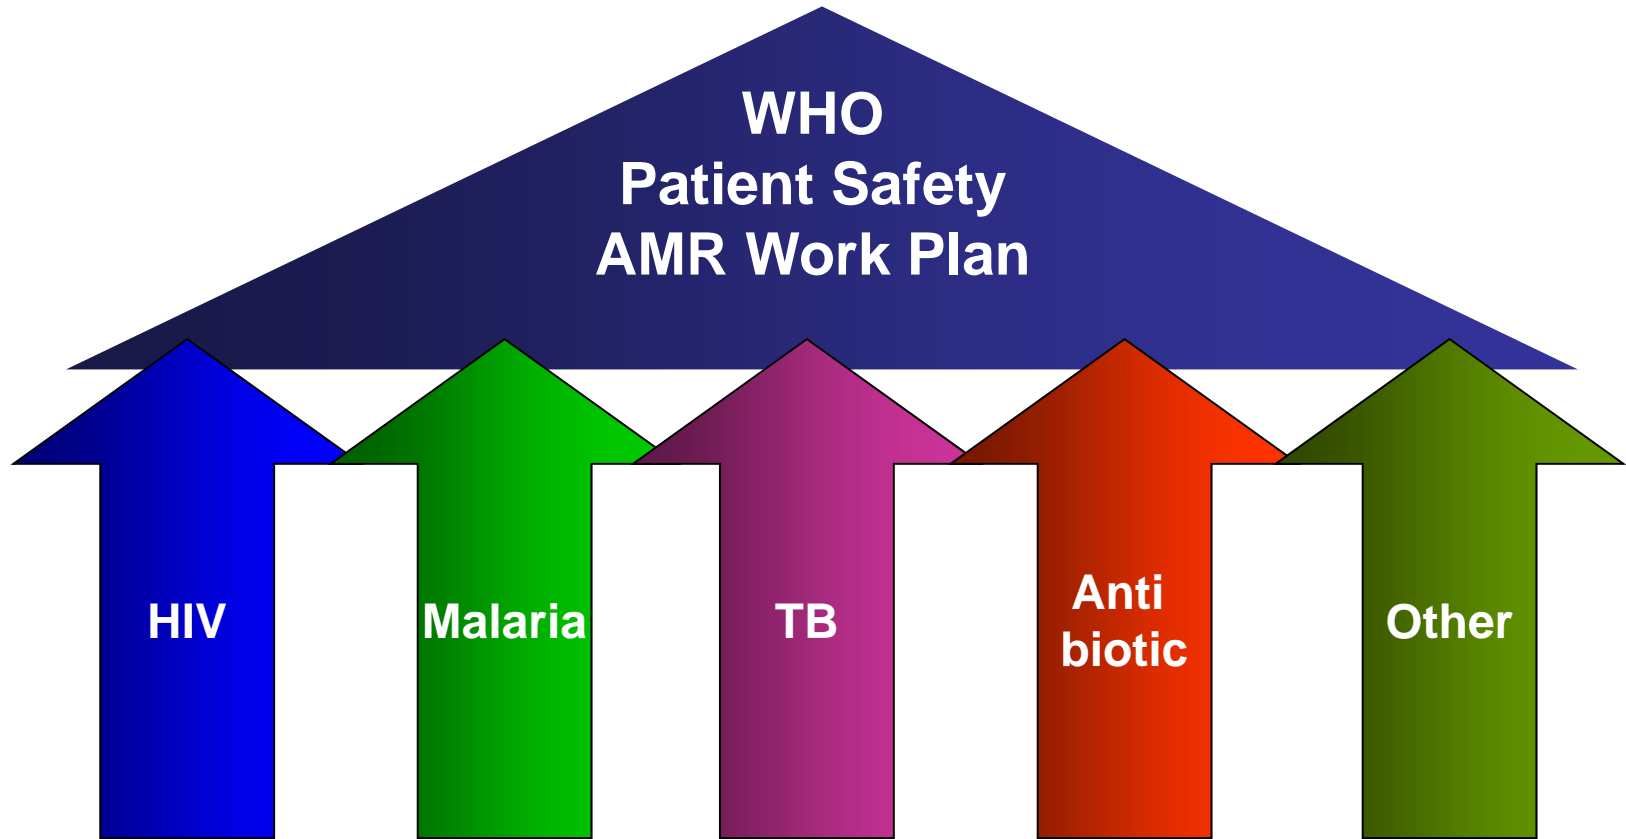 WHO
Patient Safety
AMR Work Plan
HIV
Malaria
TB
Anti
biotic
Other